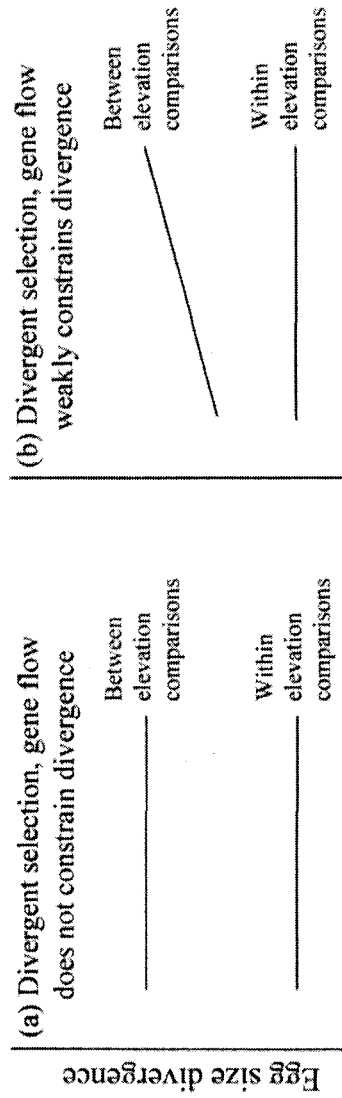 (a) Divergent selection, gene flow
does not constrain divergence
Between
elevation
comparisons
Within
elevation
comparisons
Egg size divergence
(b) Divergent selection, gene flow
weakly constrains divergence
Between
elevation
comparisons
Within
elevation
comparisons